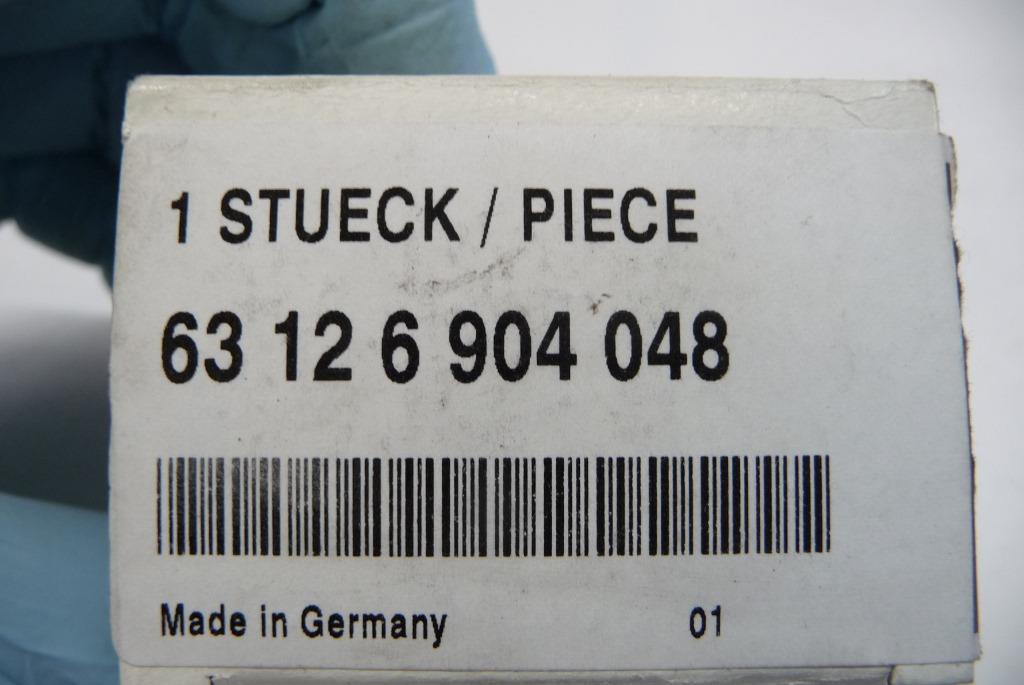 1 STUECK / PIECE
63 12 6 904 048
Made in Germany 01